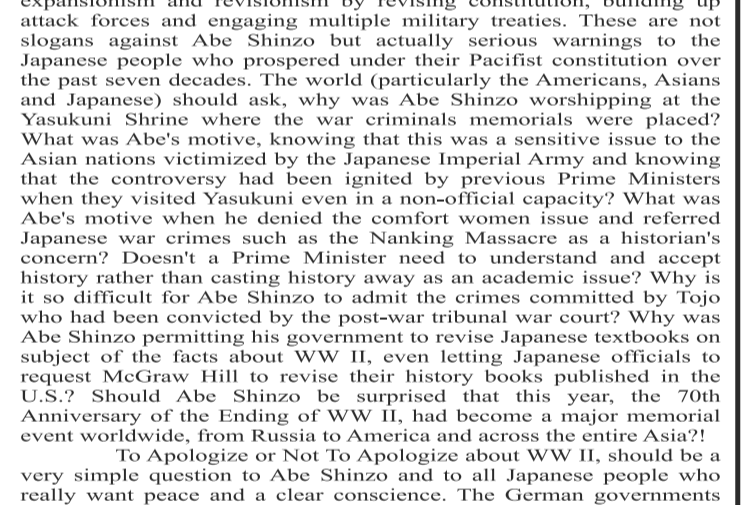 expansionism and revisionism by revising constitution, building up
attack forces and engaging multiple military treaties. These are not
slogans against Abe Shinzo but actually serious warnings to the
Japanese people who prospered under their Pacifist constitution over
the past seven decades. The world (particularly the Americans, Asians
and Japanese) should ask, why was Abe Shinzo worshipping at the
Yasukuni Shrine where the war criminals memorials were placed?
What was Abe's motive, knowing that this was a sensitive issue to the
Asian nations victimized by the Japanese Imperial Army and knowing
that the controversy had been ignited by previous Prime Ministers
when they visited Yasukuni even in a non-official capacity? What was
Abe's motive when he denied the comfort women issue and referred
Japanese war crimes such as the Nanking Massacre as a historian's
concern? Doesn't a Prime Minister need to understand and accept
history rather than casting history away as an academic issue? Why is
it so difficult for Abe Shinzo to admit the crimes committed by Tojo
who had been convicted by the post-war tribunal war court? Why was
Abe Shinzo permitting his government to revise Japanese textbooks on
subject of the facts about WW II, even letting Japanese officials to
request McGraw Hill to revise their history books published in the
U.S.? Should Abe Shinzo be surprised that this year, the 70th
Anniversary of the Ending of WW II, had become a major memorial
event worldwide, from Russia to America and across the entire Asia?!
To Apologize or Not To Apologize about WW II, should be a
very simple question to Abe Shinzo and to all Japanese people who
really want peace and a clear conscience. The German governments